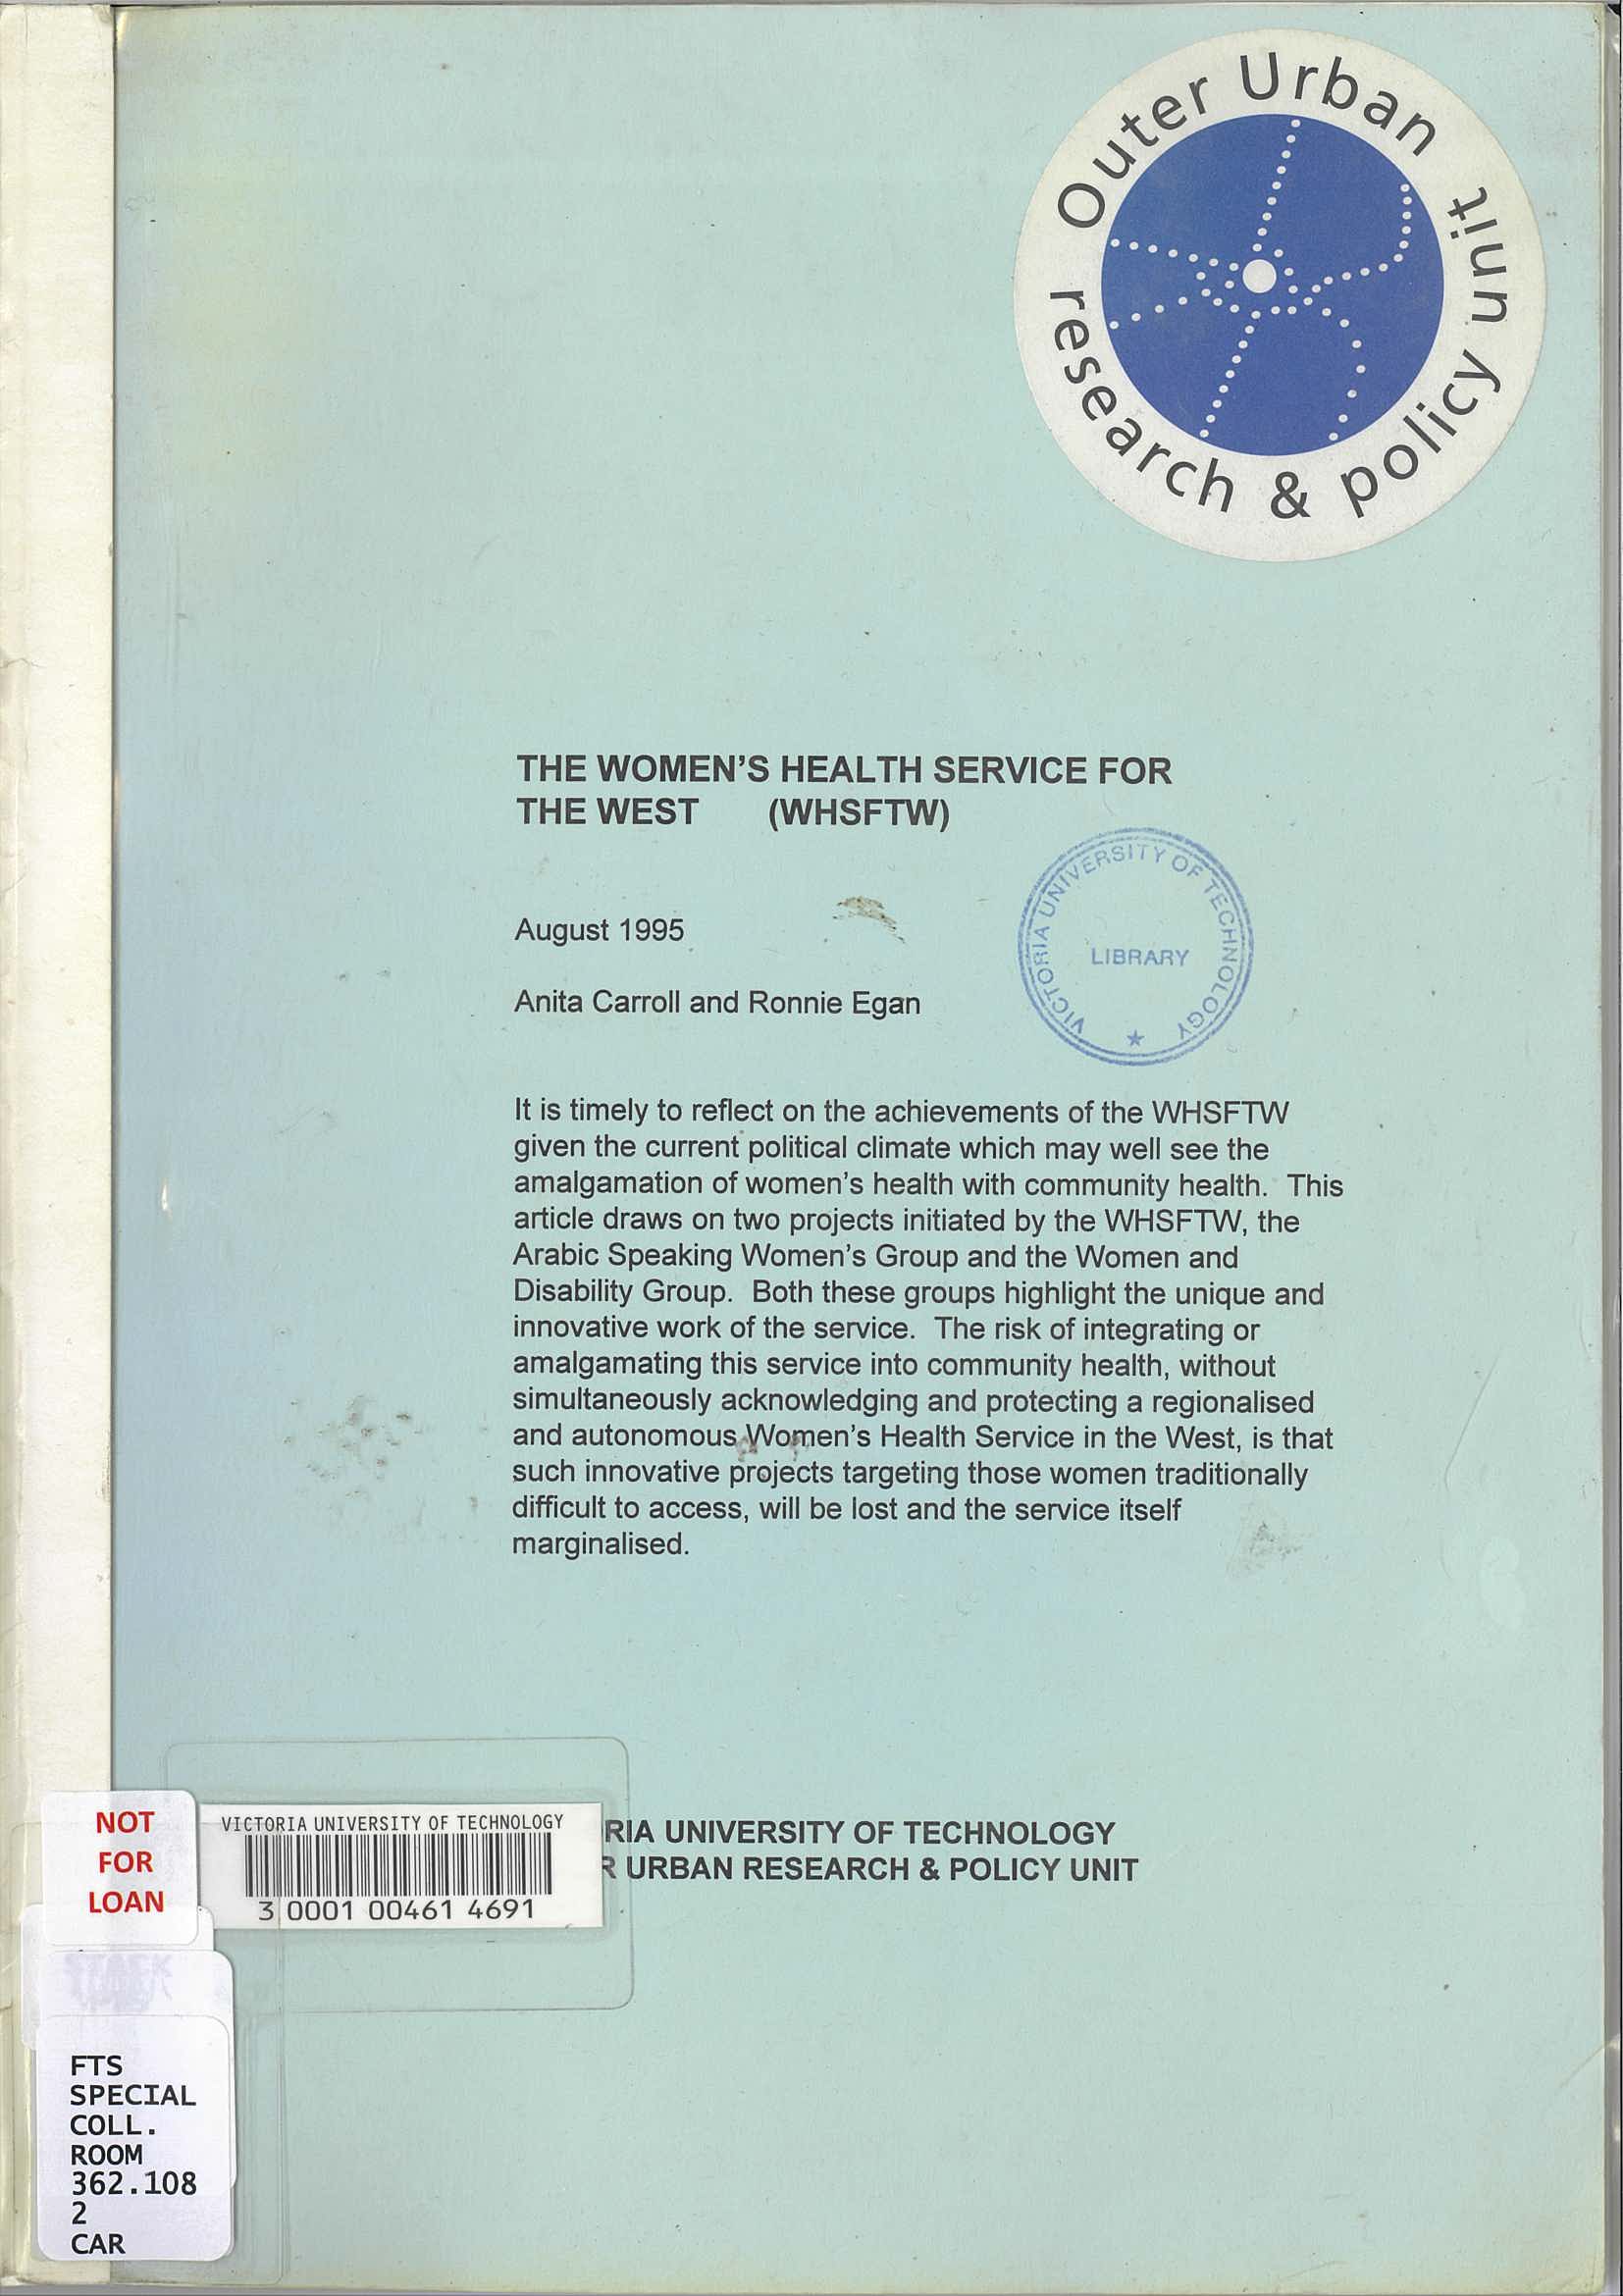 Outer Urban
research & policy unit
THE WOMEN'S HEALTH SERVICE FOR
THE WEST (WHSFTW)
August 1995
Anita Carroll and Ronnie Egan
VICTORIA UNIVERSITY OF TECHNOLOGY
LIBRARY
It is timely to reflect on the achievements of the WHSFTW
given the current political climate which may well see the
amalgamation of women's health with community health. This
article draws on two projects initiated by the WHSFTW, the
Arabic Speaking Women's Group and the Women and
Disability Group. Both these groups highlight the unique and
innovative work of the service. The risk of integrating or
amalgamating this service into community health, without
simultaneously acknowledging and protecting a regionalised
and autonomous Women's Health Service in the West, is that
such innovative projects targeting those women traditionally
difficult to access, will be lost and the service itself
marginalised.
RIA UNIVERSITY OF TECHNOLOGY
R URBAN RESEARCH & POLICY UNIT
VICTORIA UNIVERSITY OF TECHNOLOGY
3 0001 00461 4691
NOT
FOR
LOAN
FTS
SPECIAL
COLL.
ROOM
362.108
2
CAR